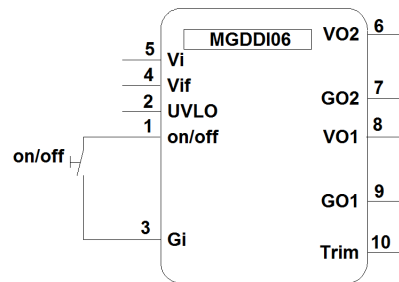 MGDDI06
5 Vi
4 Vif
2 UVLO
1 on/off
on/off
3 Gi
VO2 6
GO2 7
VO1 8
GO1 9
Trim 10